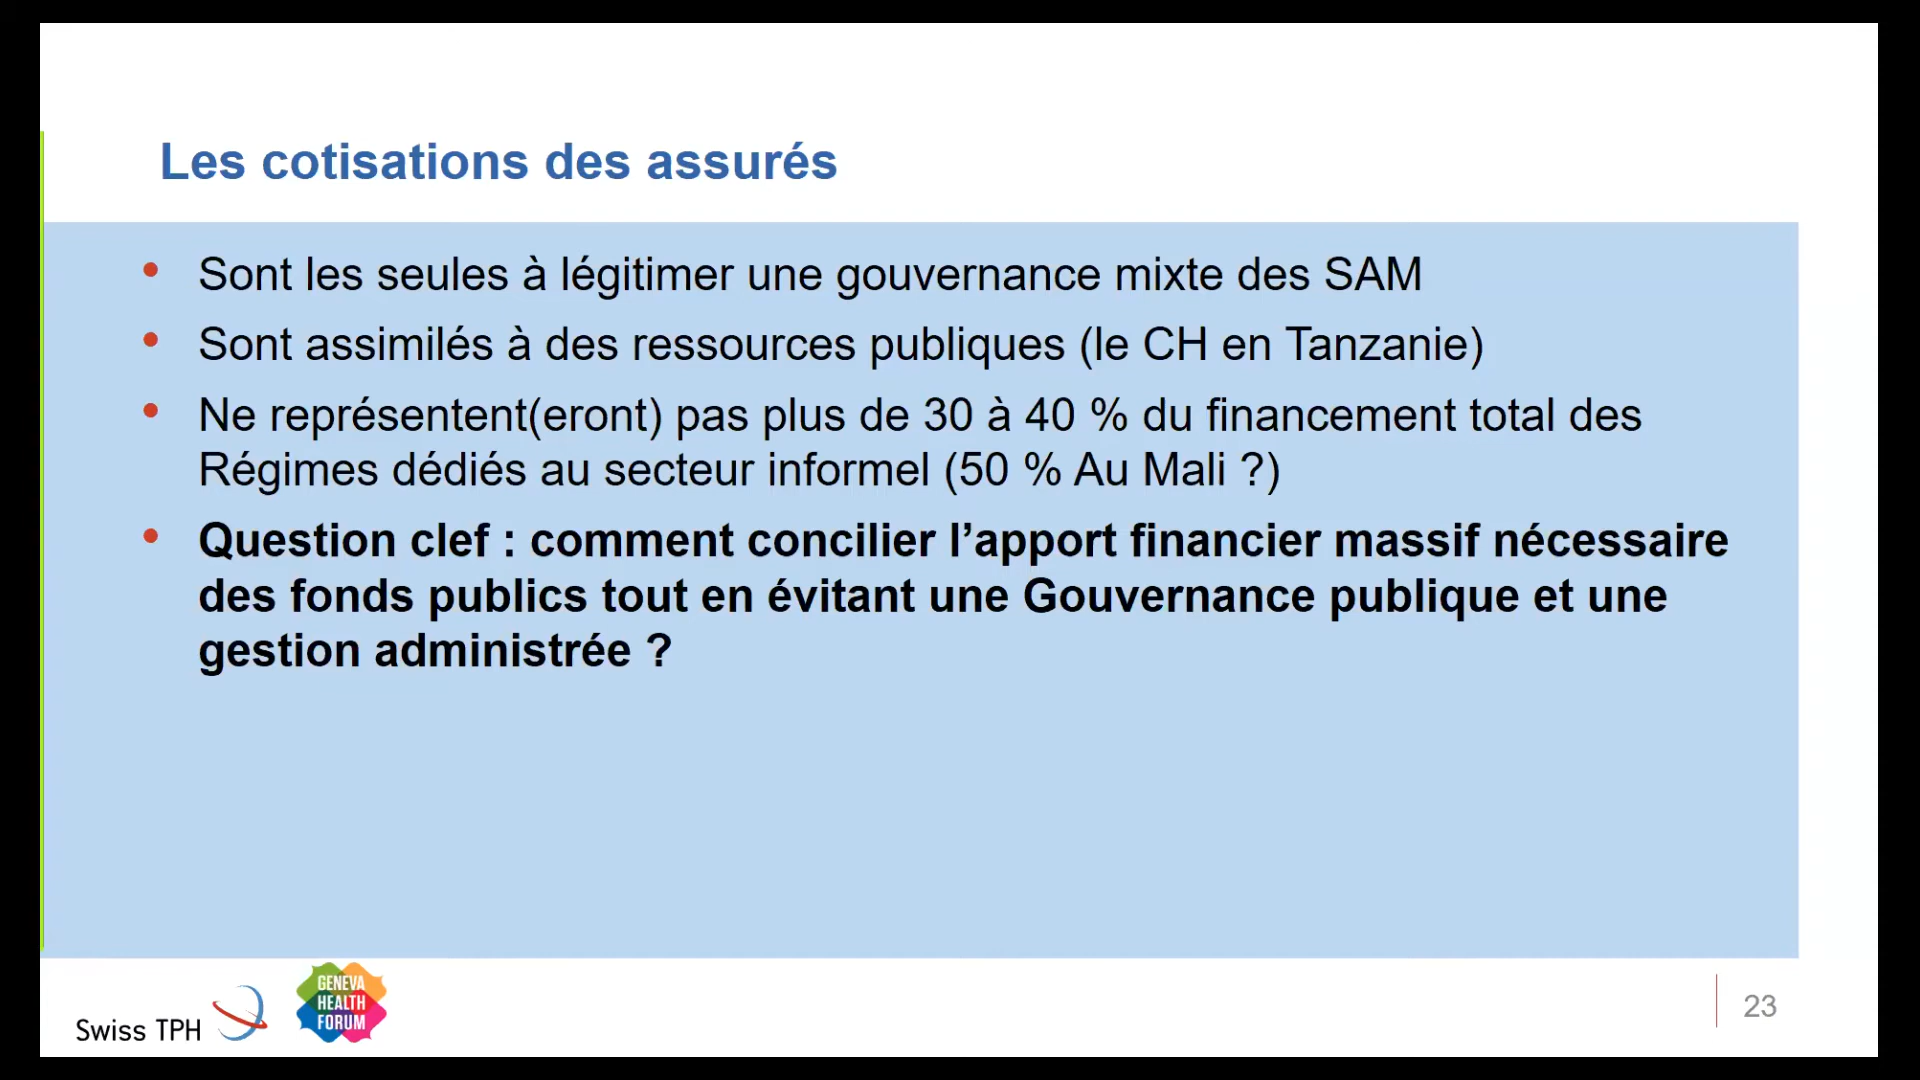 Les cotisations des assurés
• Sont les seules à légitimer une gouvernance mixte des SAM
• Sont assimilés à des ressources publiques (le CH en Tanzanie)
• Ne représentent(eront) pas plus de 30 à 40 % du financement total des
Régimes dédiés au secteur informel (50 % Au Mali ?)
• Question clef : comment concilier l’apport financier massif nécessaire
des fonds publics tout en évitant une Gouvernance publique et une
gestion administrée ?
Swiss TPH
GENEVA
HEALTH
FORUM
23